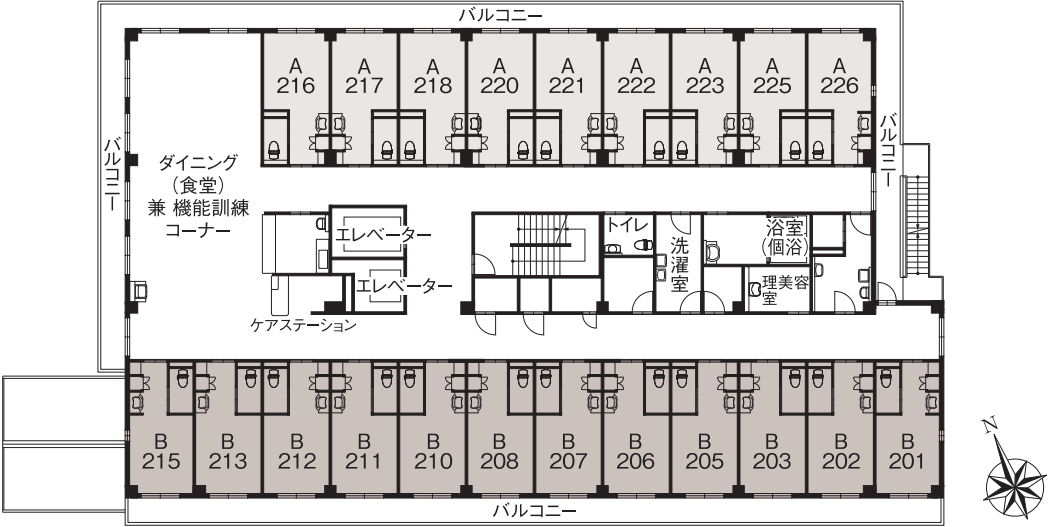 バルコニー
A
216
A
217
A
218
A
220
A
221
A
222
A
223
A
225
A
226
バルコニー
バルコニー
ダイニング
（食堂）
兼 機能訓練
コーナー
エレベーター
エレベーター
ケアステーション
トイレ
洗濯室
浴室
（個浴）
理美容
室
B
215
B
213
B
212
B
211
B
210
B
208
B
207
B
206
B
205
B
203
B
202
B
201
バルコニー
N